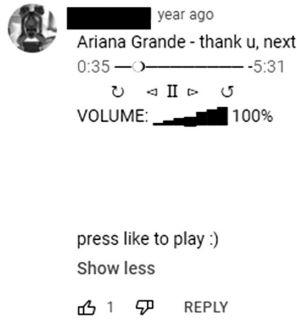 year ago
Ariana Grande - thank u, next
0:35 —❍────────── -5:31
↻ ⊲ Ⅱ ⊳ ↺
VOLUME: ▁▂▃▄▅▆▇ 100%
press like to play :)
Show less
1 REPLY